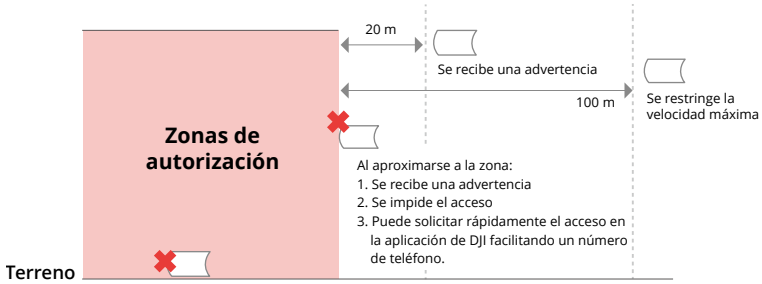 20 m
Se recibe una advertencia
100 m
Se restringe la
velocidad máxima
Zonas de
autorización
Al aproximarse a la zona:
1. Se recibe una advertencia
2. Se impide el acceso
3. Puede solicitar rápidamente el acceso en
la aplicación de DJI facilitando un número
de teléfono.
Terreno